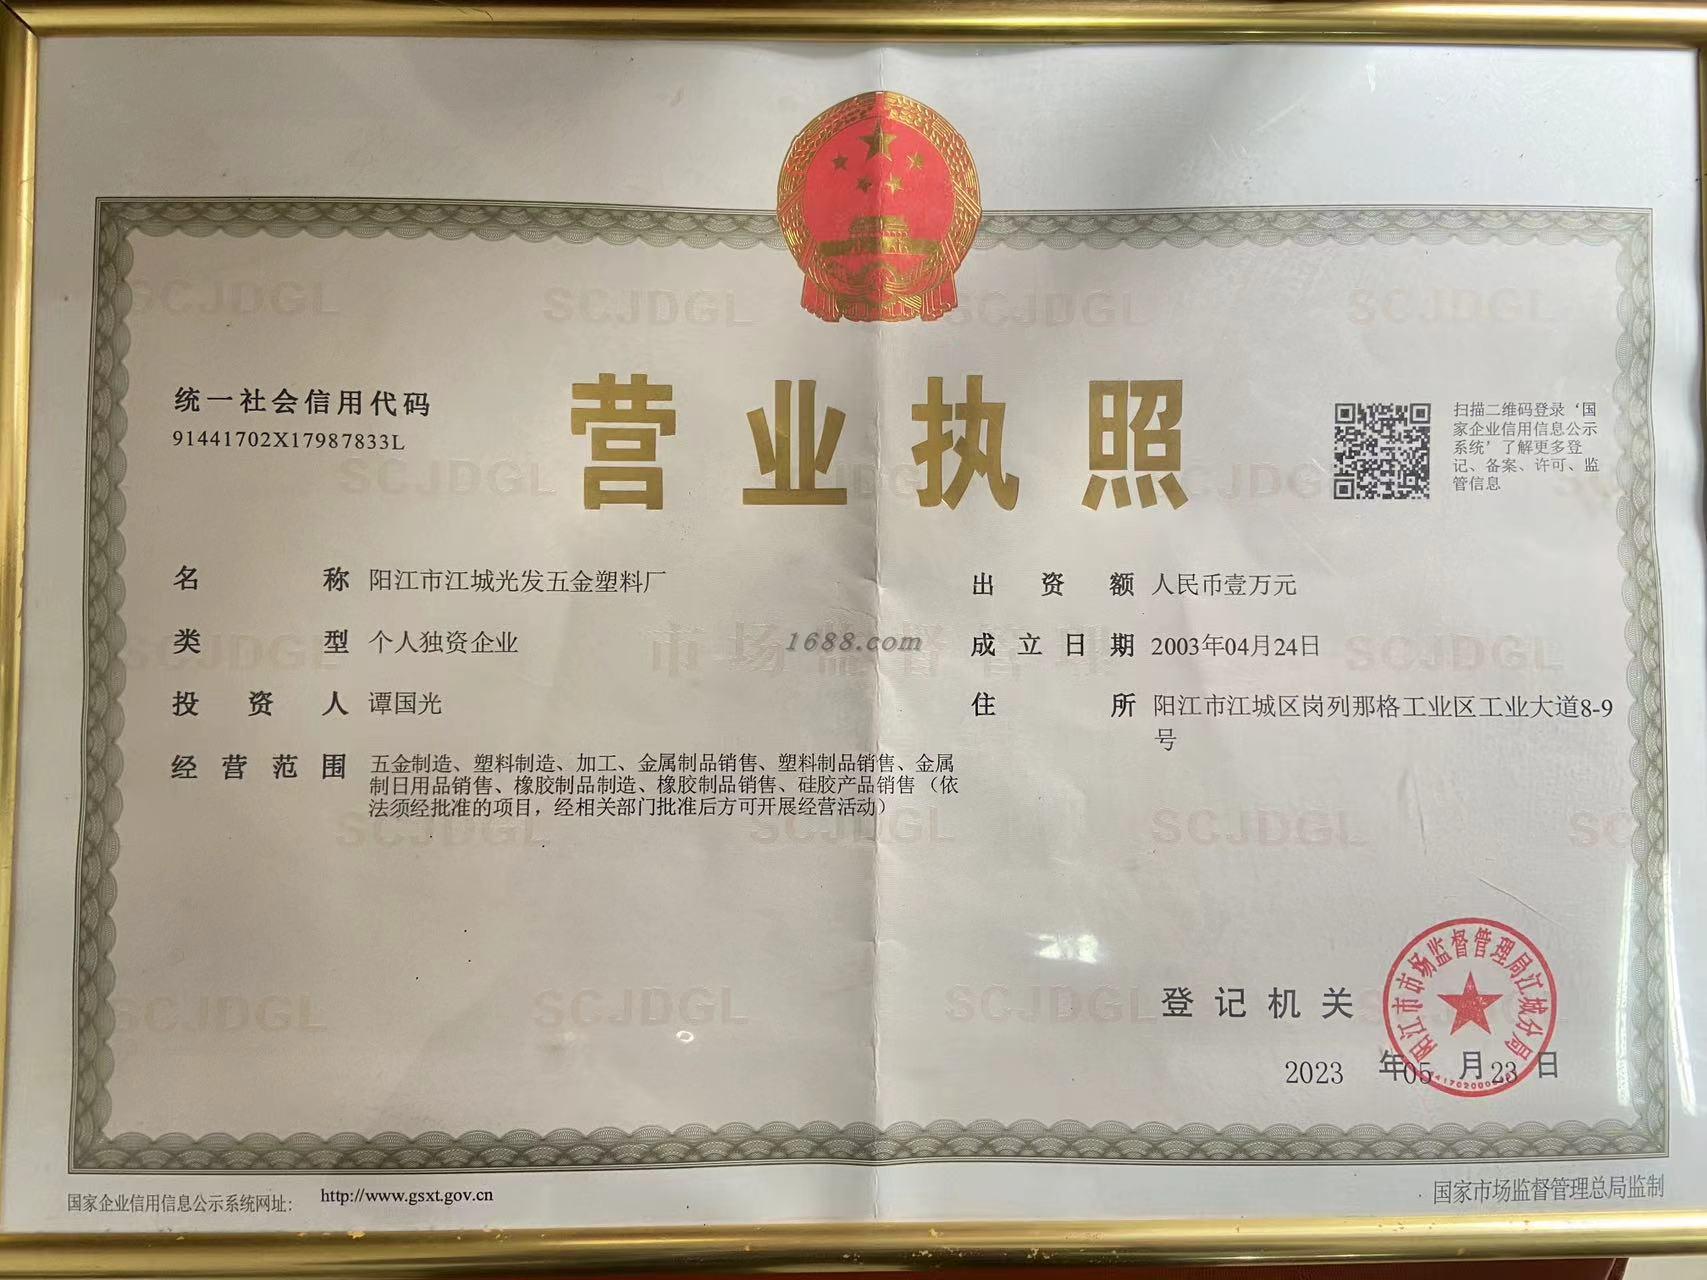 统一社会信用代码
91441702X17987833L
营业执照
扫描二维码登录‘国
家企业信用信息公示
系统’了解更多登
记、备案、许可、监
管信息
名称 阳江市江城光发五金塑料厂
类型 个人独资企业
投资人 谭国光
经营范围 五金制造、塑料制造、加工、金属制品销售、塑料制品销售、金属
制日用品销售、橡胶制品制造、橡胶制品销售、硅胶产品销售（依
法须经批准的项目，经相关部门批准后方可开展经营活动）
出资额 人民币壹万元
成立日期 2003年04月24日
住所 阳江市江城区岗列那格工业区工业大道8-9
号
1688.com
市场监督管理
SCJDGL
登记机关
阳江市市场监督管理局江城分局
2023 年05 月23 日
国家企业信用信息公示系统网址： http://www.gsxt.gov.cn
国家市场监督管理总局监制